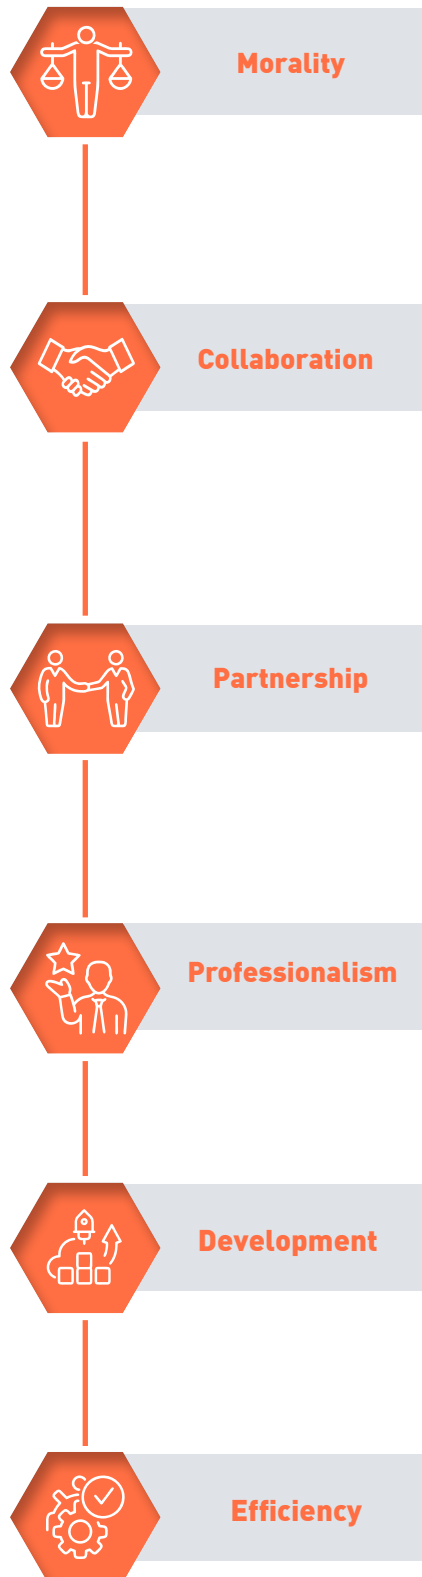 Morality
Collaboration
Partnership
Professionalism
Development
Efficiency